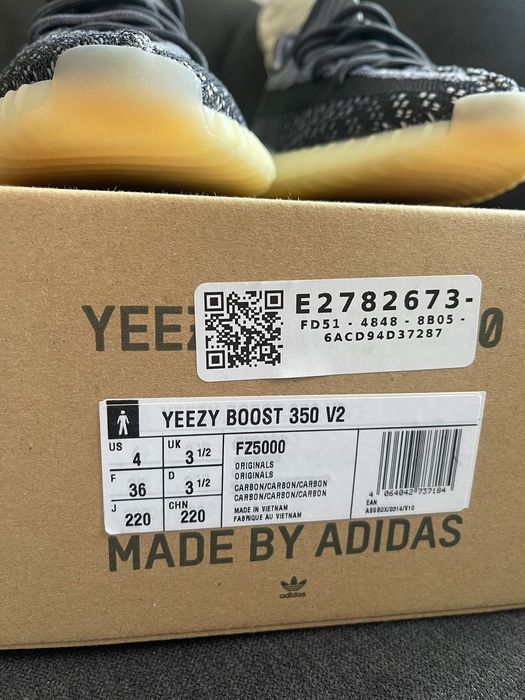 YEEZ
0
E2782673-
FD51 - 4848 - 8B05 -
6ACD94D37287
YEEZY BOOST 350 V2
US 4 UK 3 1/2
F 36 D 3 1/2
J 220 CHN 220
FZ5000
ORIGINALS
ORIGINALS
CARBON/CARBON/CARBON
CARBON/CARBON/CARBON
MADE IN VIETNAM
FABRIQUÉ AU VIETNAM
4 064042 737184
EAN
MADE BY ADIDAS
adidas